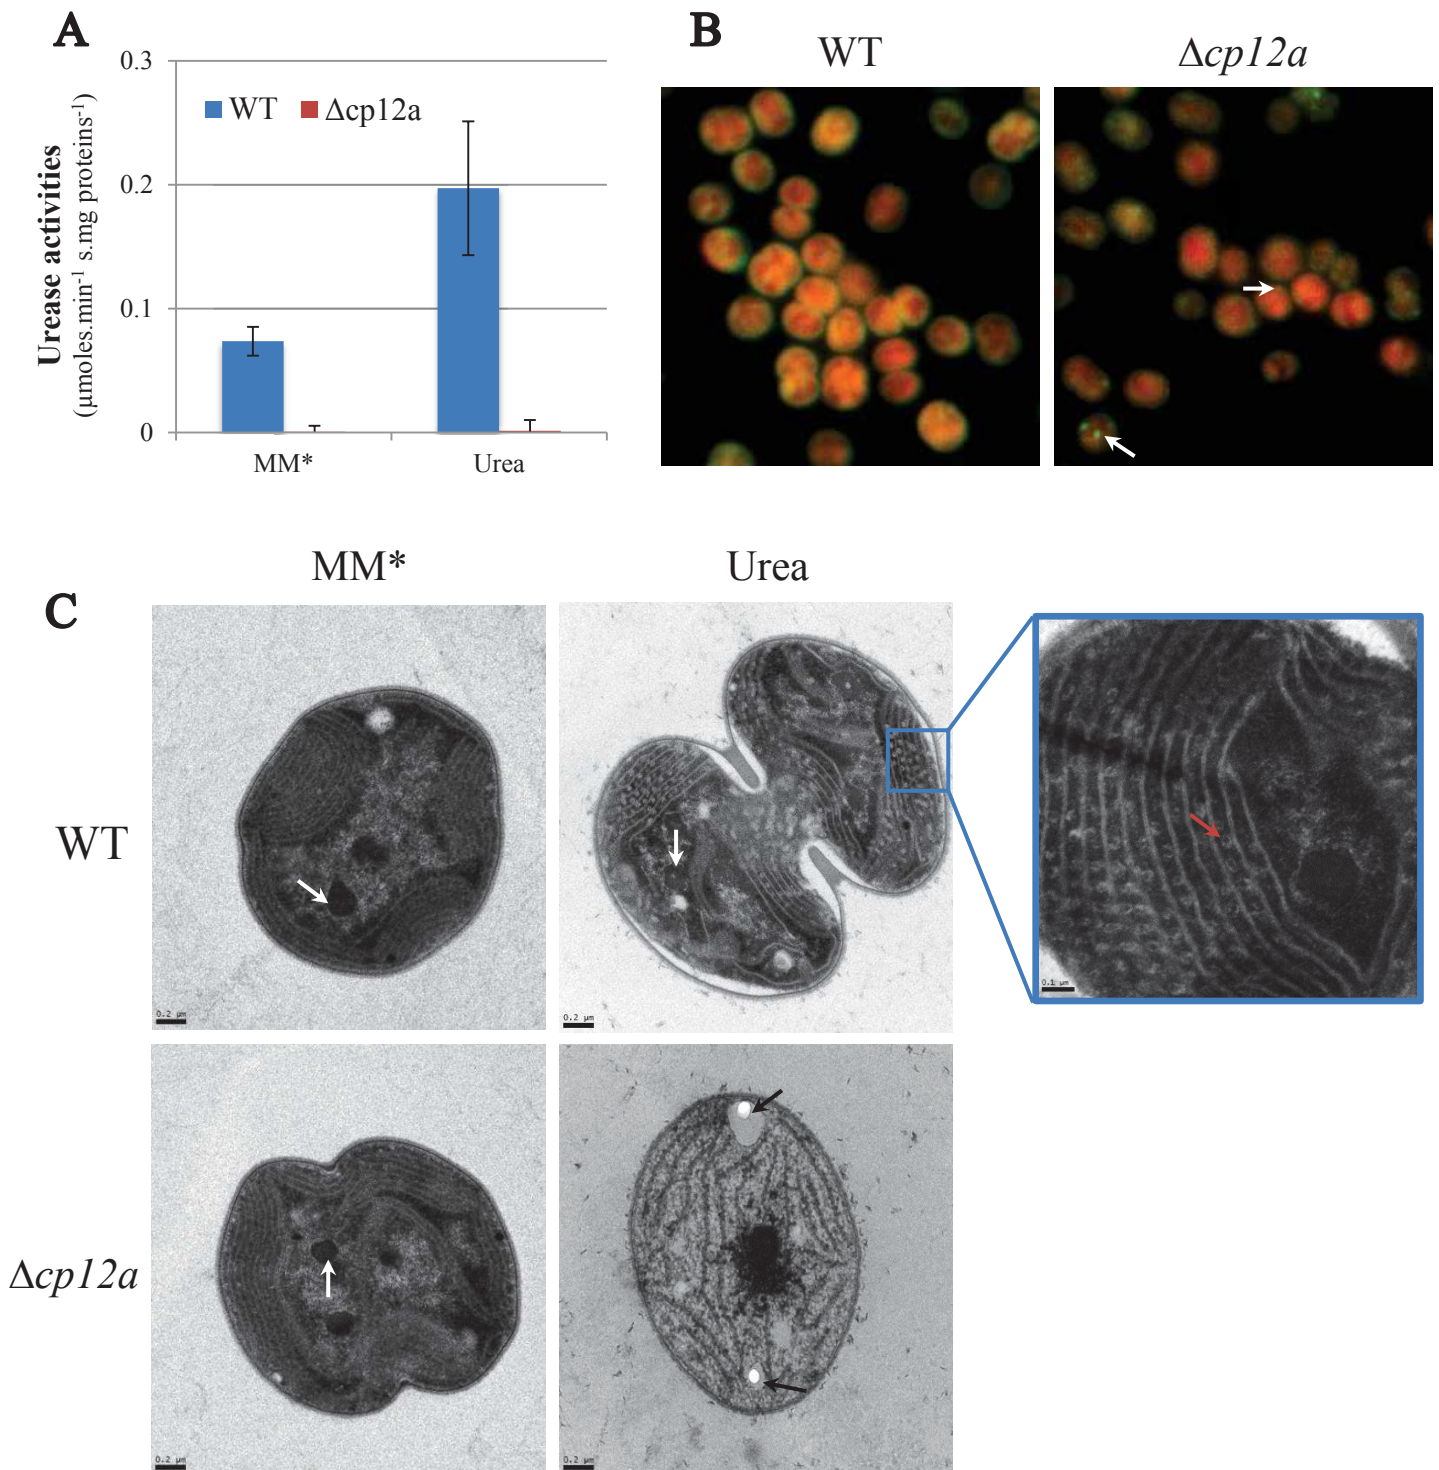 A
0.3
0.2
0.1
0
Urease activities
(μmoles.min-1 s.mg proteins-1)
WT
Δcp12a
MM*
Urea
B
WT
Δcp12a
MM*
Urea
C
WT
0.2 μm
0.2 μm
0.1 μm
Δcp12a
0.2 μm
0.2 μm